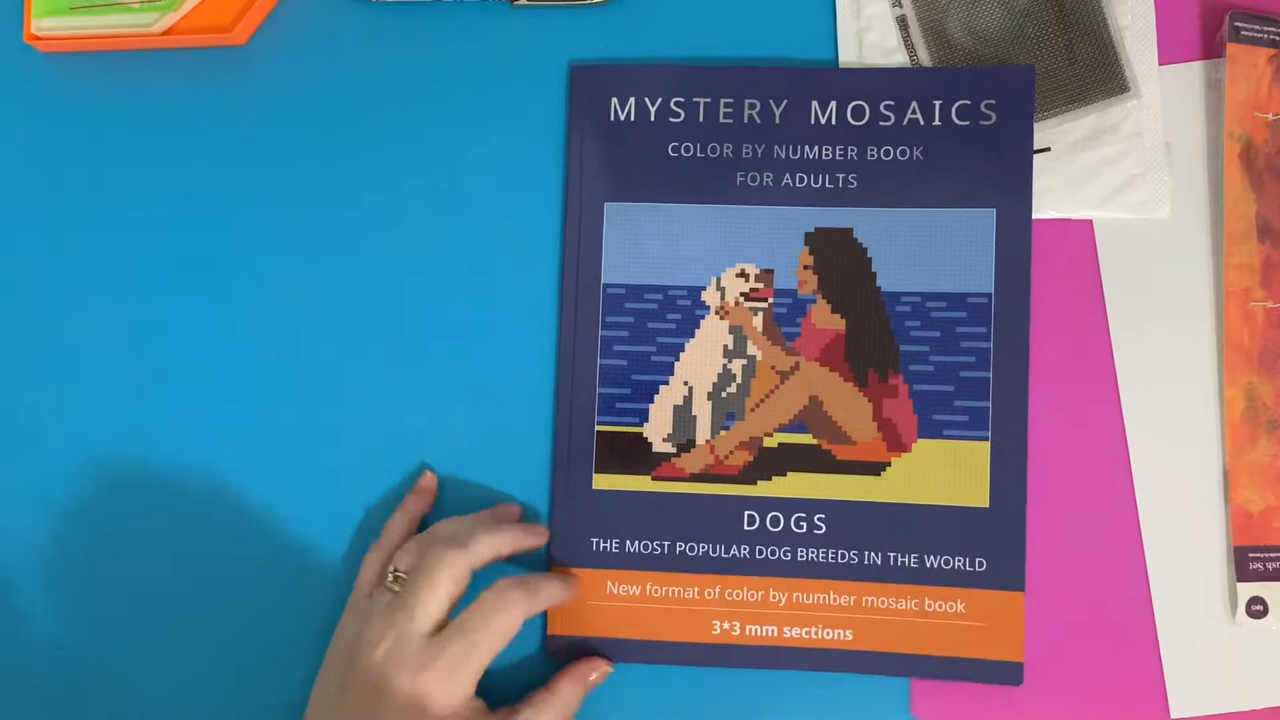 MYSTERY MOSAICS
COLOR BY NUMBER BOOK
FOR ADULTS
DOGS
THE MOST POPULAR DOG BREEDS IN THE WORLD
New format of color by number mosaic book
3*3 mm sections